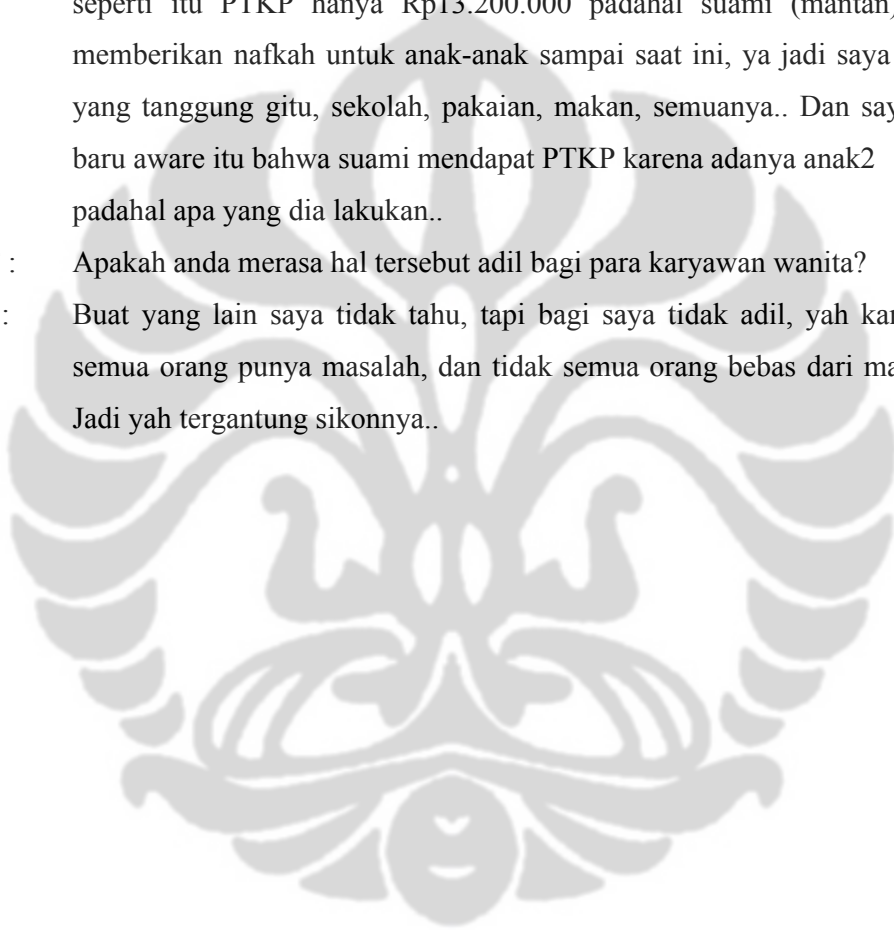 seperti itu PTKP hanya Rp13.200.000 padahal suami (mantan)
memberikan nafkah untuk anak-anak sampai saat ini, ya jadi saya
yang tanggung gitu, sekolah, pakaian, makan, semuanya.. Dan
baru aware itu bahwa suami mendapat PTKP karena adanya anak2
padahal apa yang dia lakukan..
: Apakah anda merasa hal tersebut adil bagi para karyawan wanita?
: Buat yang lain saya tidak tahu, tapi bagi saya tidak adil, yah
semua orang punya masalah, dan tidak semua orang bebas dari
Jadi yah tergantung sikonnya..